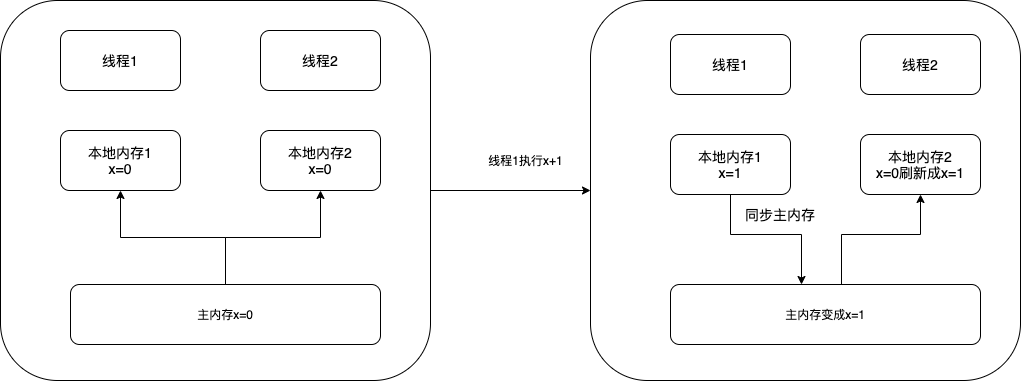 线程1
线程2
本地内存1
x=0
本地内存2
x=0
主内存x=0
线程1执行x+1
线程1
线程2
本地内存1
x=1
本地内存2
x=0刷新成x=1
同步主内存
主内存变成x=1